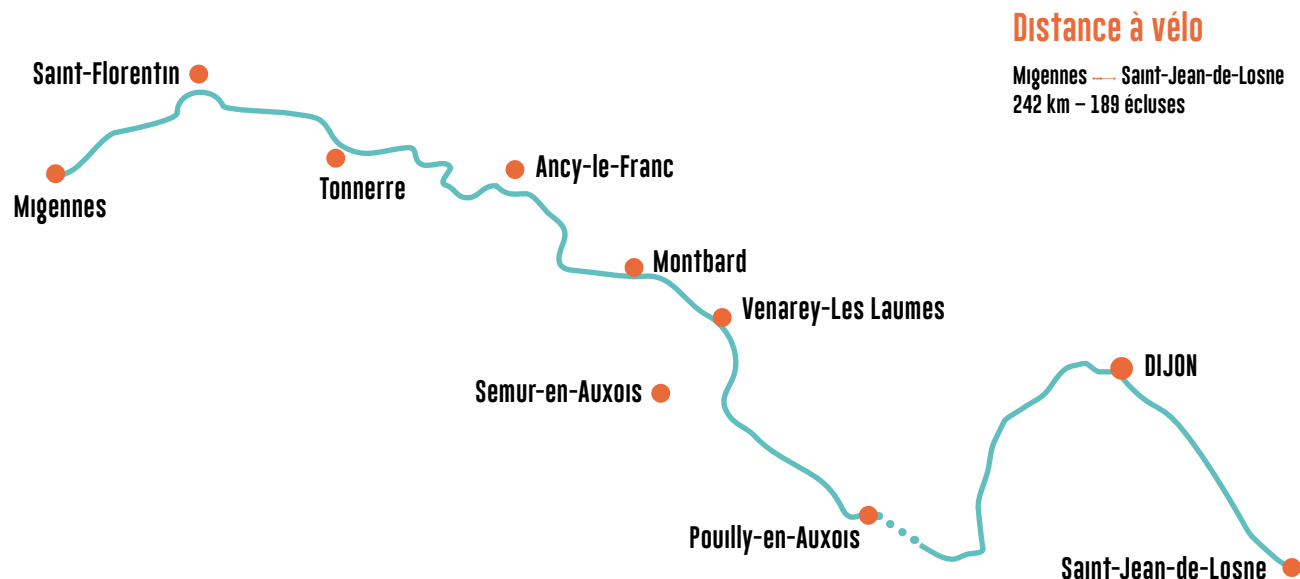 Distance à vélo
Migennes Saint-Jean-de-Losne
242 km – 189 écluses
Saint-Florentin
Migennes
Tonnerre
Ancy-le-Franc
Montbard
Venarey-Les Laumes
Semur-en-Auxois
DIJON
Pouilly-en-Auxois
Saint-Jean-de-Losne